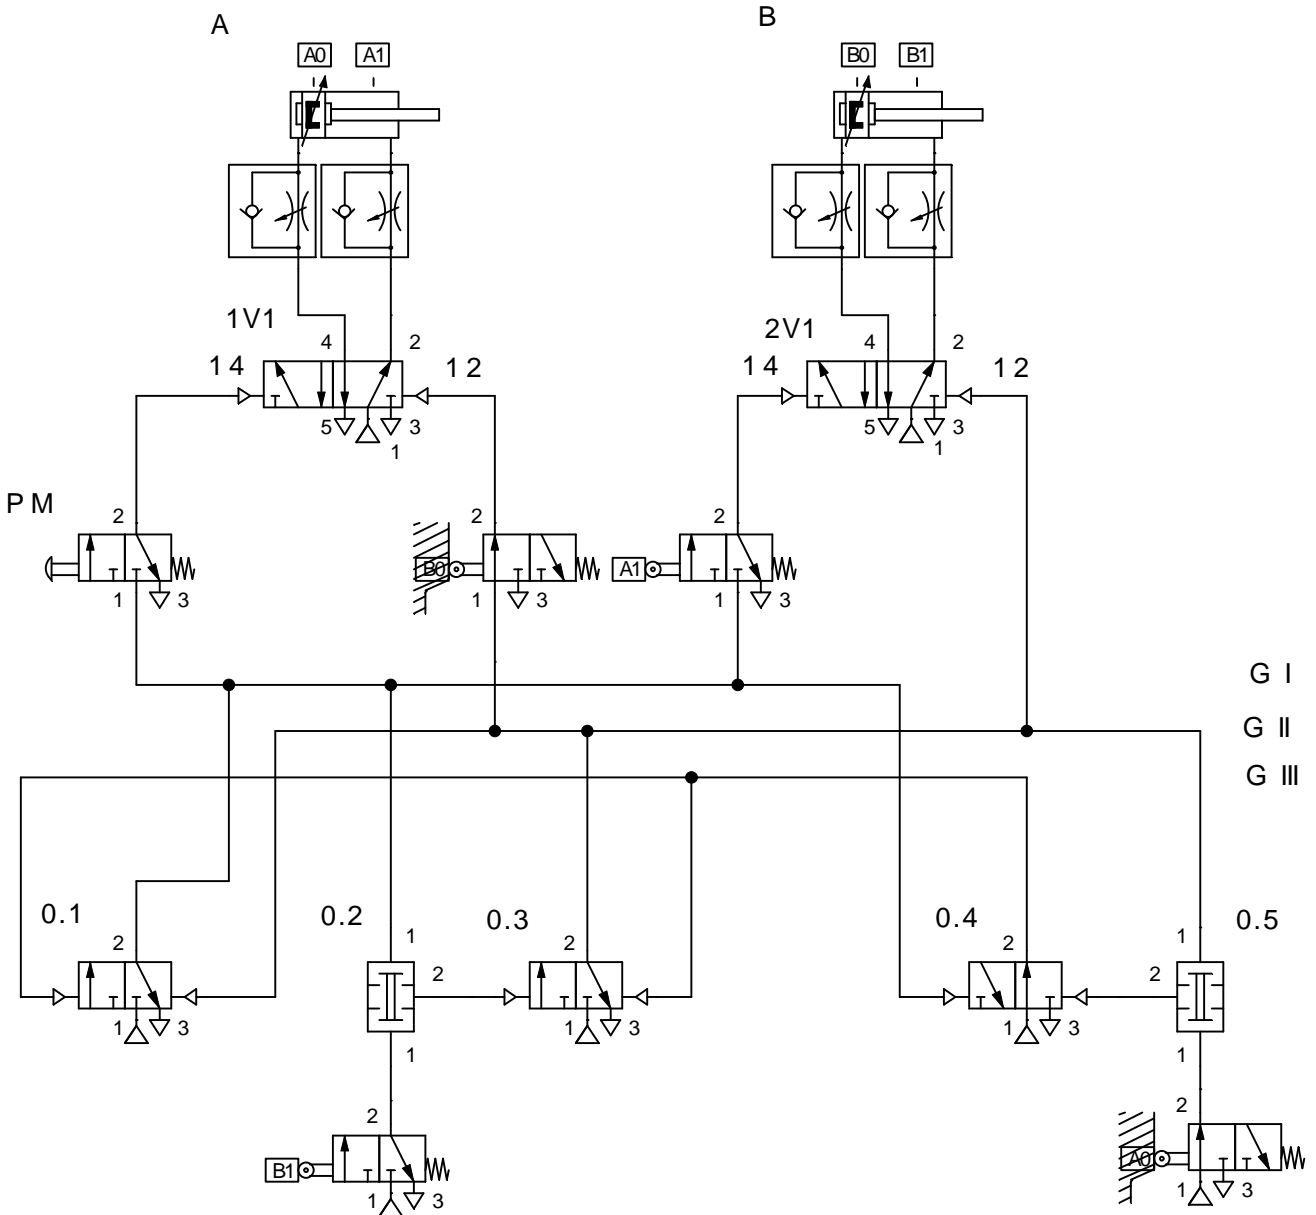 A B
A0 A1 B0 B1
1V1 2V1
4 2 4 2
14 12 14 12
5 3 5 3
1 1
PM
2 2 2
B0 A1
1 3 1 3 1 3
G I
G II
G III
0.1 0.2 0.3 0.4 0.5
1 1
2 2 2
2 2
1 3 1 3 1 3
1 1
2 2
B1 A0
1 3 1 3